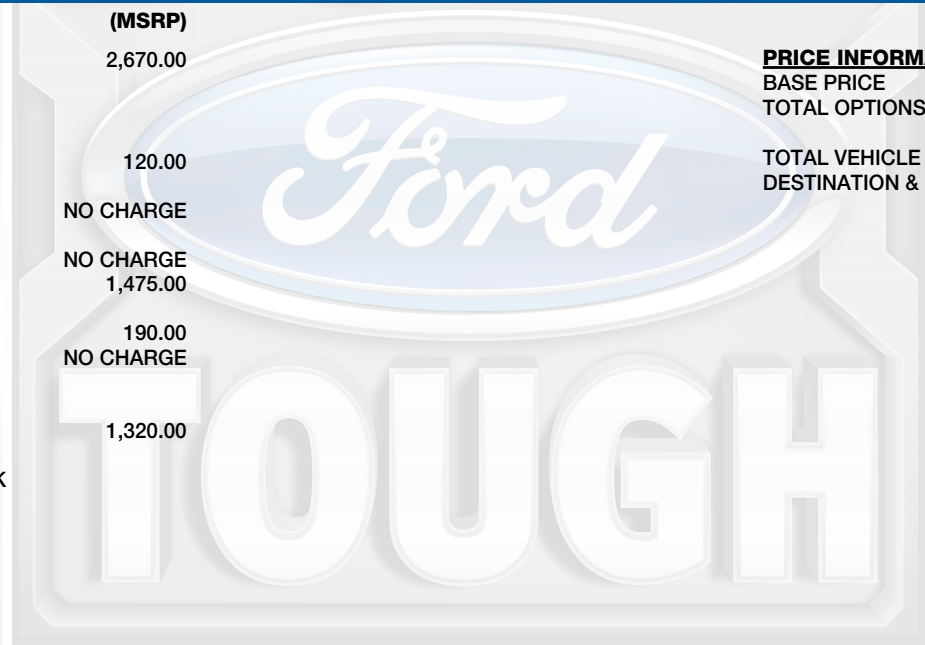 (MSRP)
2,670.00
120.00
NO CHARGE
NO CHARGE
1,475.00
190.00
NO CHARGE
1,320.00
K
PRICE INFORMA
BASE PRICE
TOTAL OPTIONS
TOTAL VEHICLE
DESTINATION &
Ford
TOUGH